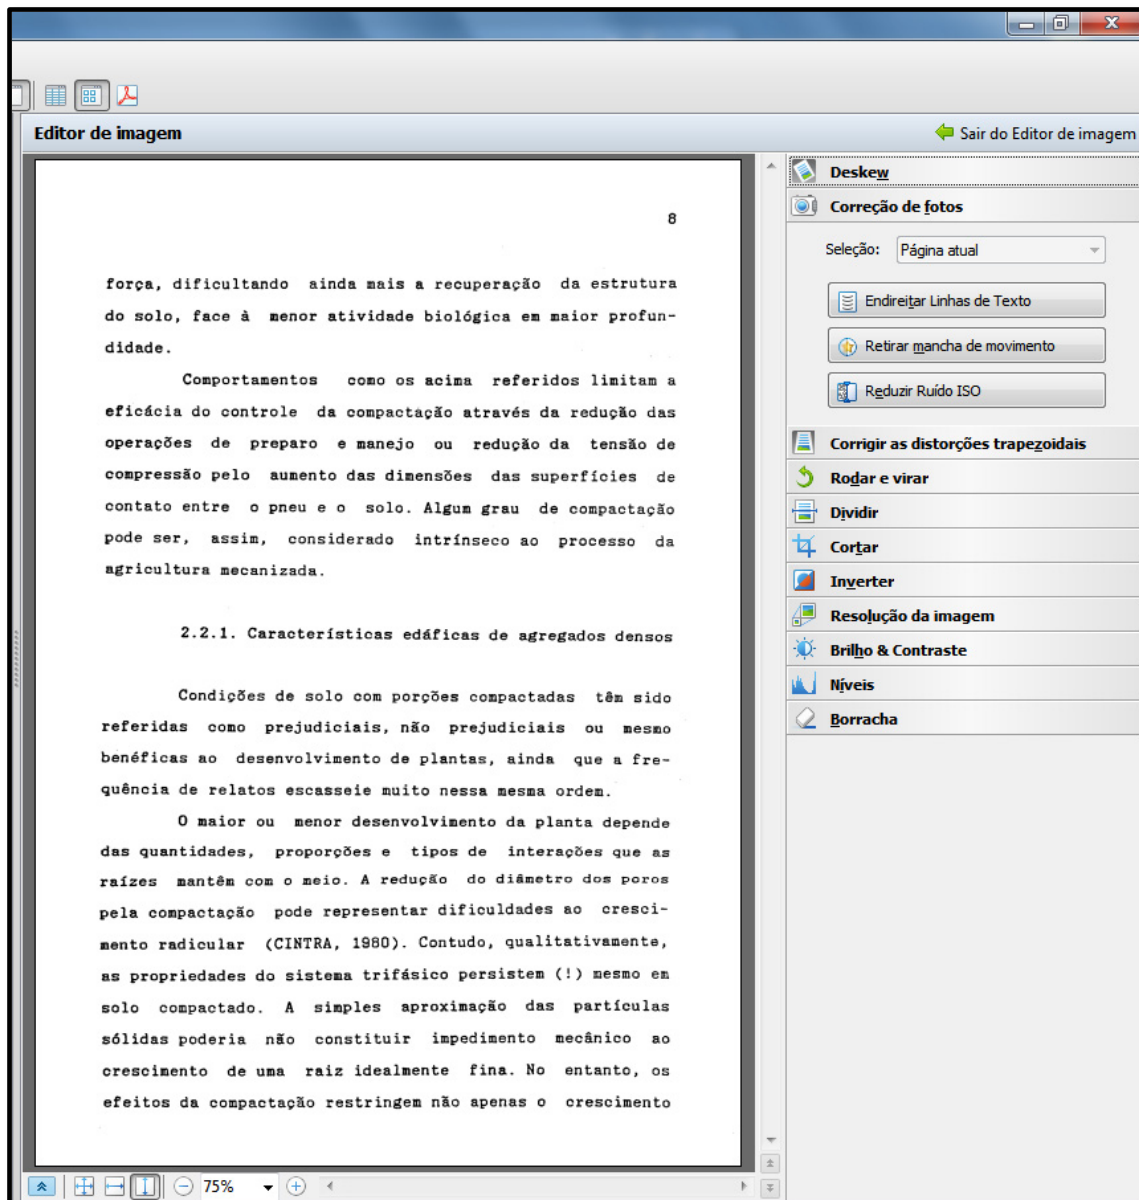 Editor de imagem
Sair do Editor de imagem
8
força, dificultando ainda mais a recuperação da estrutura
do solo, face à menor atividade biológica em maior profun-
didade.
Comportamentos como os acima referidos limitam a
eficácia do controle da compactação através da redução das
operações de preparo e manejo ou redução da tensão de
compressão pelo aumento das dimensões das superfícies de
contato entre o pneu e o solo. Algum grau de compactação
pode ser, assim, considerado intrínseco ao processo da
agricultura mecanizada.
2.2.1. Características edáficas de agregados densos
Condições de solo com porções compactadas têm sido
referidas como prejudiciais, não prejudiciais ou mesmo
benéficas ao desenvolvimento de plantas, ainda que a fre-
quência de relatos escasseie muito nessa mesma ordem.
O maior ou menor desenvolvimento da planta depende
das quantidades, proporções e tipos de interações que as
raízes mantêm com o meio. A redução do diâmetro dos poros
pela compactação pode representar dificuldades ao cresci-
mento radicular (CINTRA, 1980). Contudo, qualitativamente,
as propriedades do sistema trifásico persistem (!) mesmo em
solo compactado. A simples aproximação das partículas
sólidas poderia não constituir impedimento mecânico ao
crescimento de uma raiz idealmente fina. No entanto, os
efeitos da compactação restringem não apenas o crescimento
75%
Deskew
Correção de fotos
Seleção: Página atual
Endireitar Linhas de Texto
Retirar mancha de movimento
Reduzir Ruído ISO
Corrigir as distorções trapezoidais
Rodar e virar
Dividir
Cortar
Inverter
Resolução da imagem
Brilho & Contraste
Níveis
Borracha